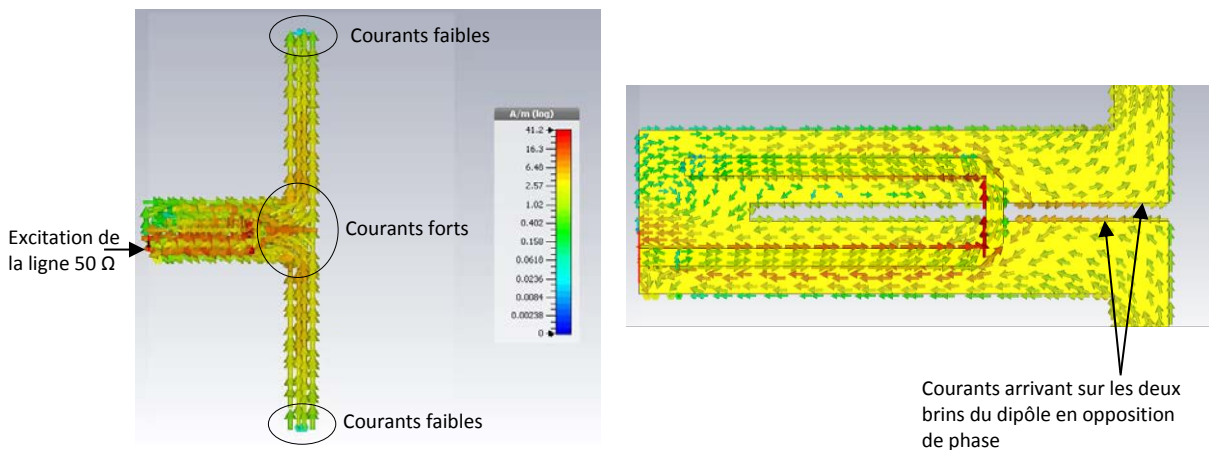 Courants faibles
A/m (log)
41.2
16.3
6.40
2.57
1.02
0.402
0.158
0.0610
0.0236
0.0084
0.00238
0
Courants forts
Excitation de
la ligne 50 Ω
Courants faibles
Courants arrivant sur les deux
brins du dipôle en opposition
de phase